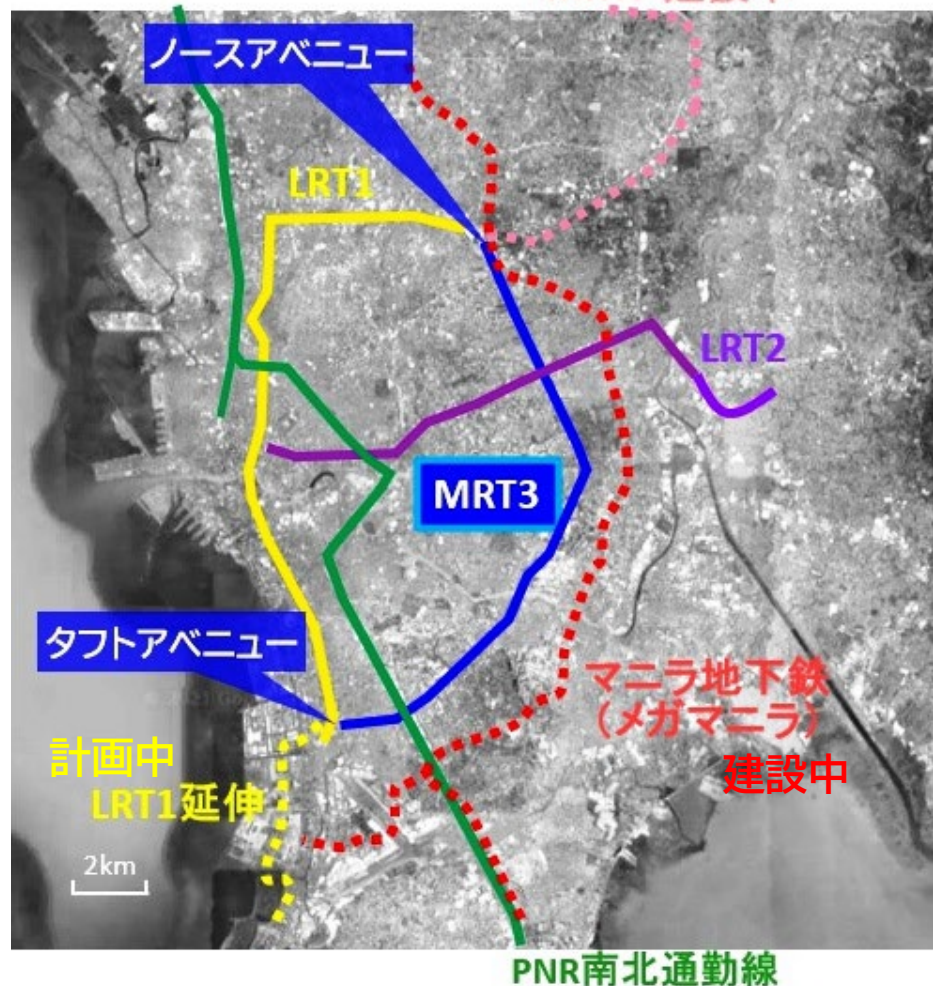 ノースアベニュー
LRT1
LRT2
MRT3
タフトアベニュー
マニラ地下鉄
（メガマニラ）
計画中
建設中
LRT1延伸
2km
PNR南北通勤線